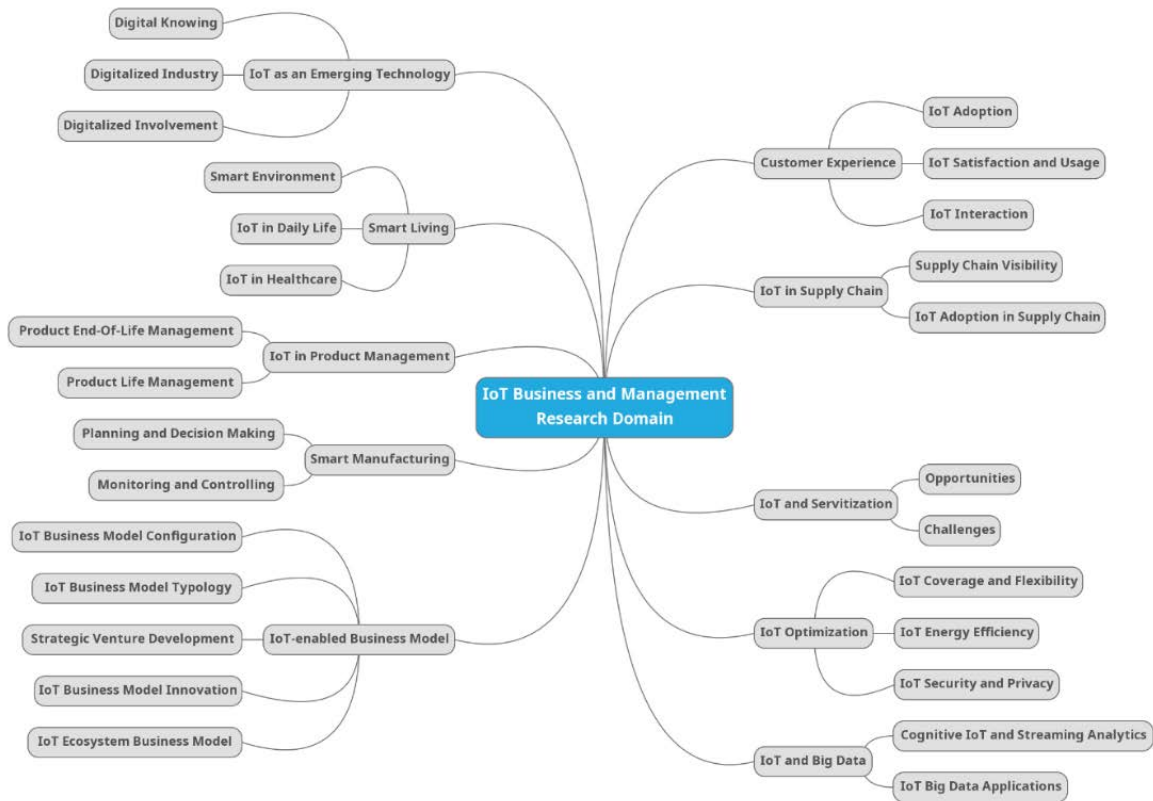 IoT Business and Management
Research Domain
IoT as an Emerging Technology
Digital Knowing
Digitalized Industry
Digitalized Involvement
Smart Living
Smart Environment
IoT in Daily Life
IoT in Healthcare
IoT in Product Management
Product End-Of-Life Management
Product Life Management
Smart Manufacturing
Planning and Decision Making
Monitoring and Controlling
IoT-enabled Business Model
IoT Business Model Configuration
IoT Business Model Typology
Strategic Venture Development
IoT Business Model Innovation
IoT Ecosystem Business Model
Customer Experience
IoT Adoption
IoT Satisfaction and Usage
IoT Interaction
IoT in Supply Chain
Supply Chain Visibility
IoT Adoption in Supply Chain
IoT and Servitization
Opportunities
Challenges
IoT Optimization
IoT Coverage and Flexibility
IoT Energy Efficiency
IoT Security and Privacy
IoT and Big Data
Cognitive IoT and Streaming Analytics
IoT Big Data Applications